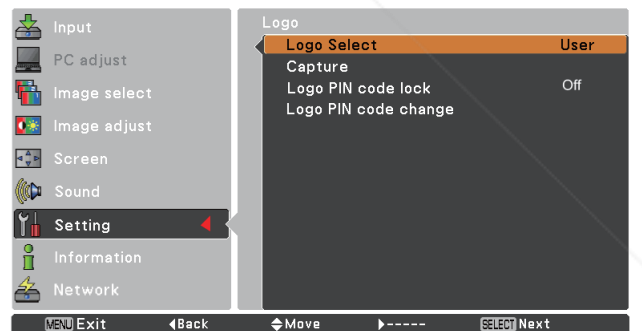 Input
PC adjust
Image select
Image adjust
Screen
Sound
Setting
Information
Network
Logo
Logo Select User
Capture
Logo PIN code lock Off
Logo PIN code change
MENU Exit ◀Back ◆Move ▶----- SELECT Next